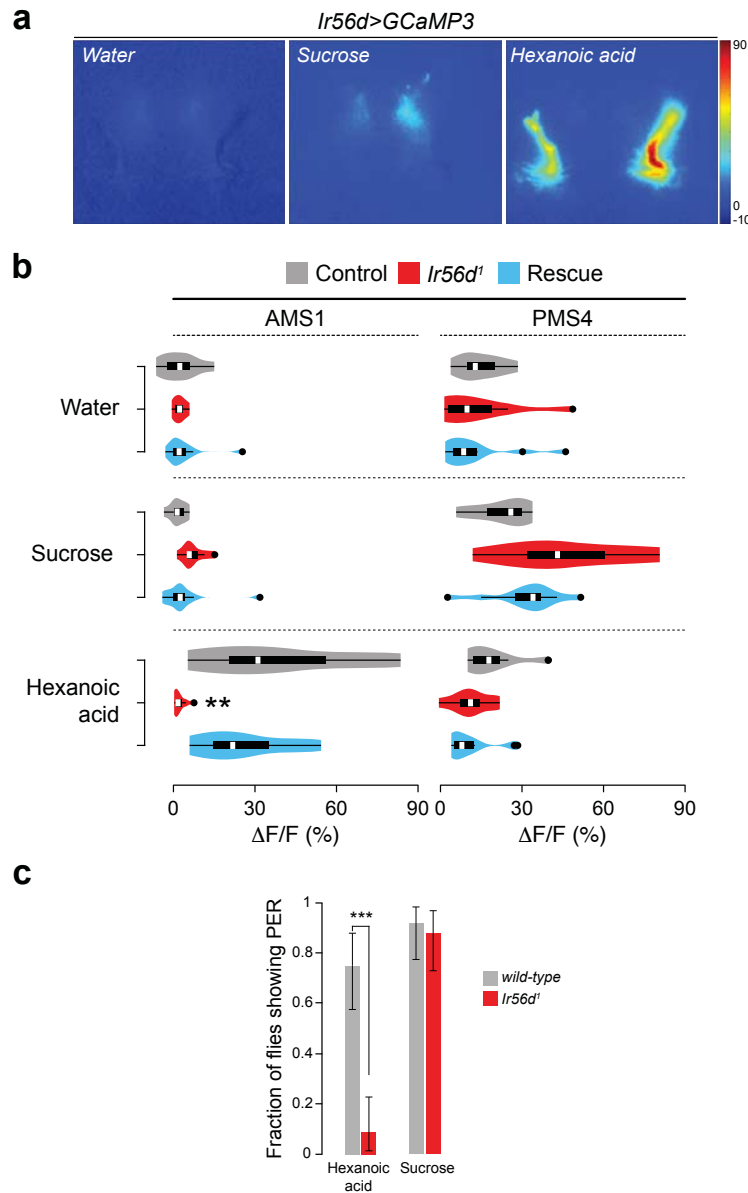 a
Ir56d>GCaMP3
Water
Sucrose
Hexanoic acid
90
0
-10
b
Control Ir56d¹ Rescue
AMS1 PMS4
Water
Sucrose
Hexanoic
acid
**
0 30 60 90 0 30 60 90
ΔF/F (%) ΔF/F (%)
c
Fraction of flies showing PER
1
0.8
0.6
0.4
0.2
0
***
wild-type
Ir56d¹
Hexanoic
acid
Sucrose